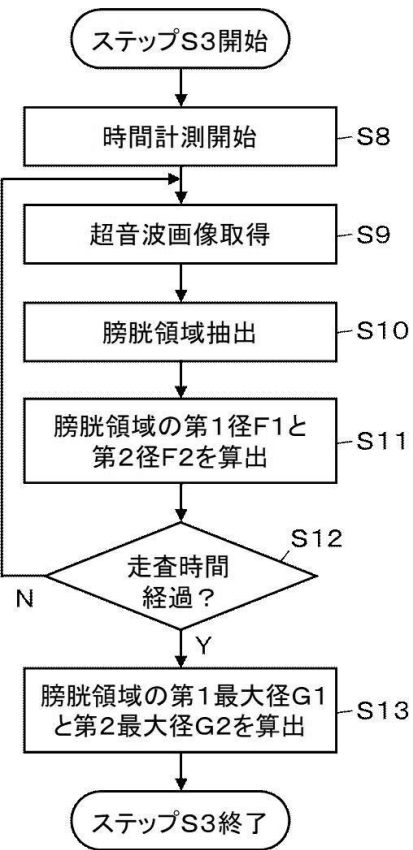 ステップS3開始
時間計測開始
S8
超音波画像取得
S9
膀胱領域抽出
S10
膀胱領域の第1径F1と
第2径F2を算出
S11
S12
走査時間
経過？
N
Y
膀胱領域の第1最大径G1
と第2最大径G2を算出
S13
ステップS3終了